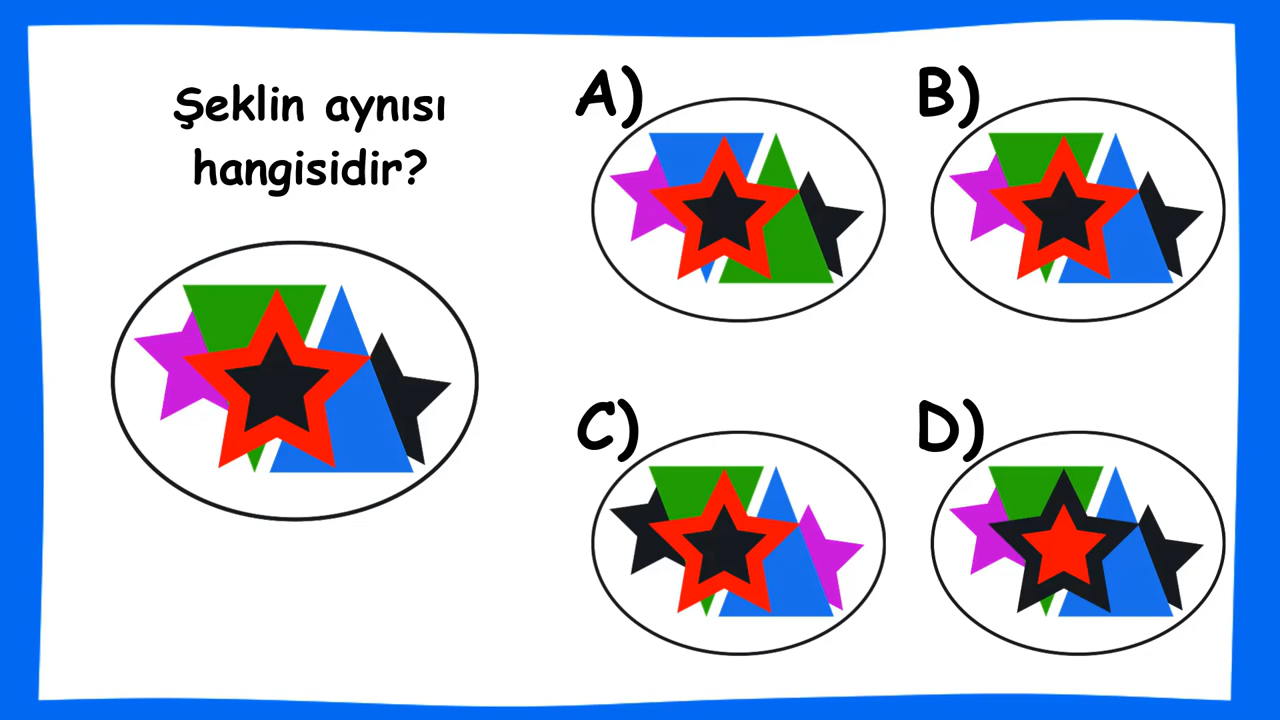 Şeklin aynısı
hangisidir?
A)
B)
C)
D)